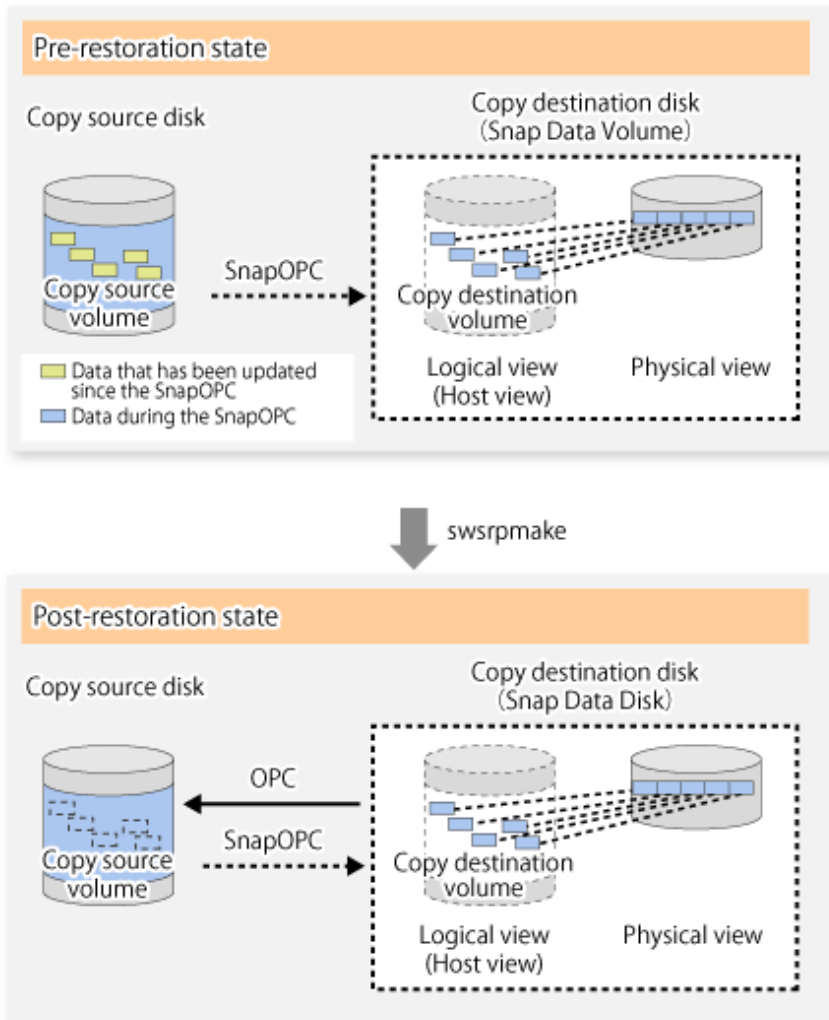 Pre-restoration state
Copy source disk
Copy destination disk
(Snap Data Volume)
SnapOPC
Copy source
volume
Copy destination
volume
Logical view
(Host view)
Physical view
Data that has been updated
since the SnapOPC
Data during the SnapOPC
swsrpmake
Post-restoration state
Copy source disk
Copy destination disk
(Snap Data Disk)
OPC
SnapOPC
Copy source
volume
Copy destination
volume
Logical view
(Host view)
Physical view